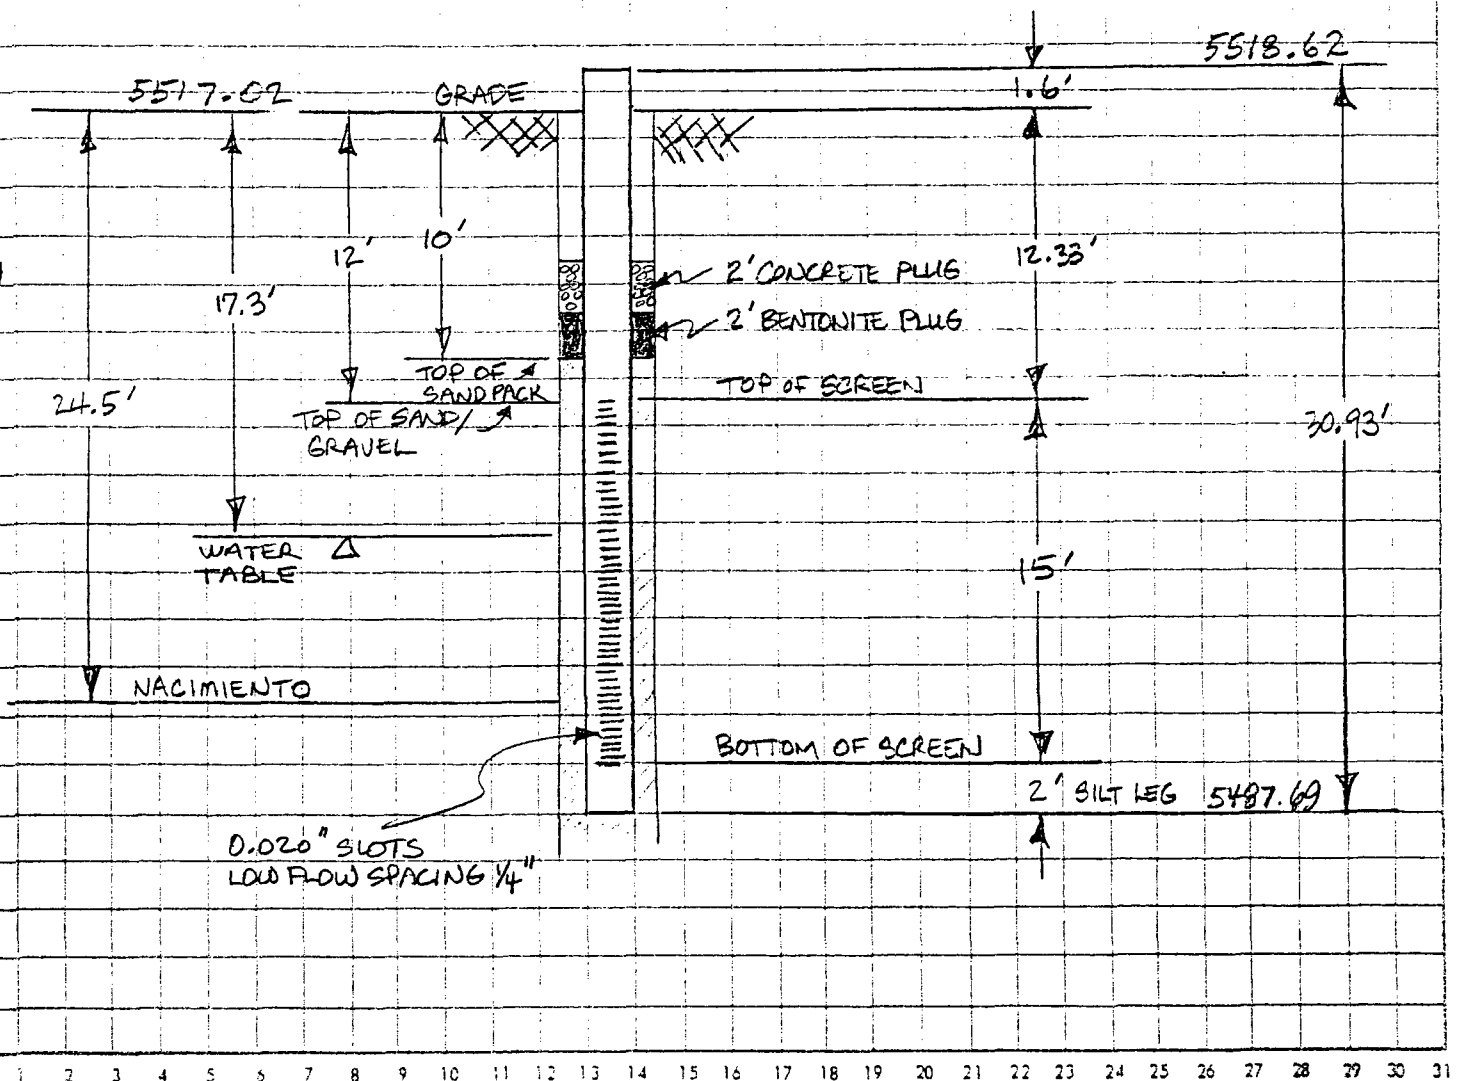 5518.62
5517.02 GRADE
1.6'
12' 10' 12.33'
2' CONCRETE PLUG
17.3'
2' BENTONITE PLUG
TOP OF
SANDPACK
TOP OF SCREEN
24.5'
TOP OF SAND/
GRAVEL
30.93'
WATER
TABLE
15'
NACIMIENTO
BOTTOM OF SCREEN
2' SILT LEG 5487.69
0.020" SLOTS
LOW FLOW SPACING 1/4"
1 2 3 4 5 6 7 8 9 10 11 12 13 14 15 16 17 18 19 20 21 22 23 24 25 26 27 28 29 30 31